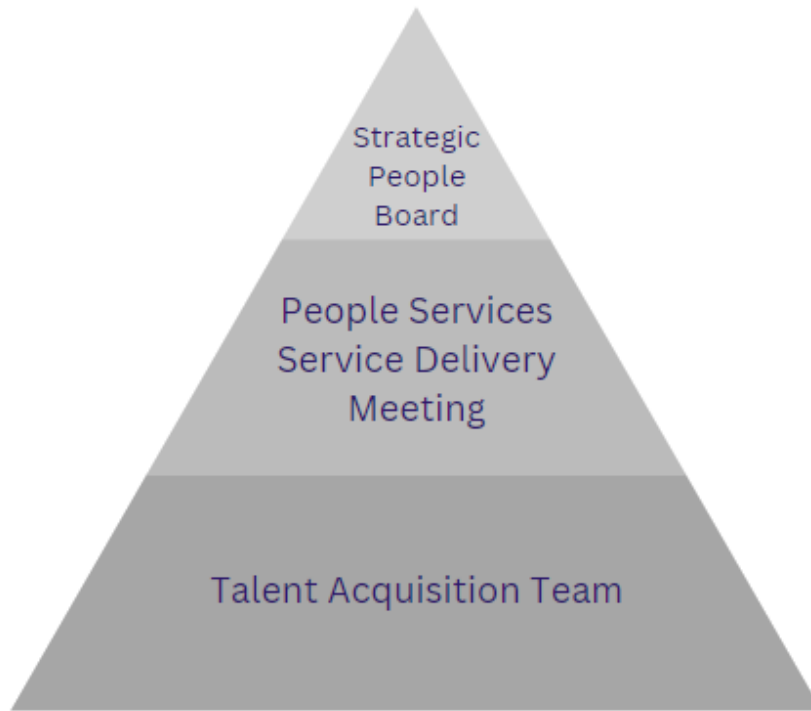 Strategic
People
Board
People Services
Service Delivery
Meeting
Talent Acquisition Team